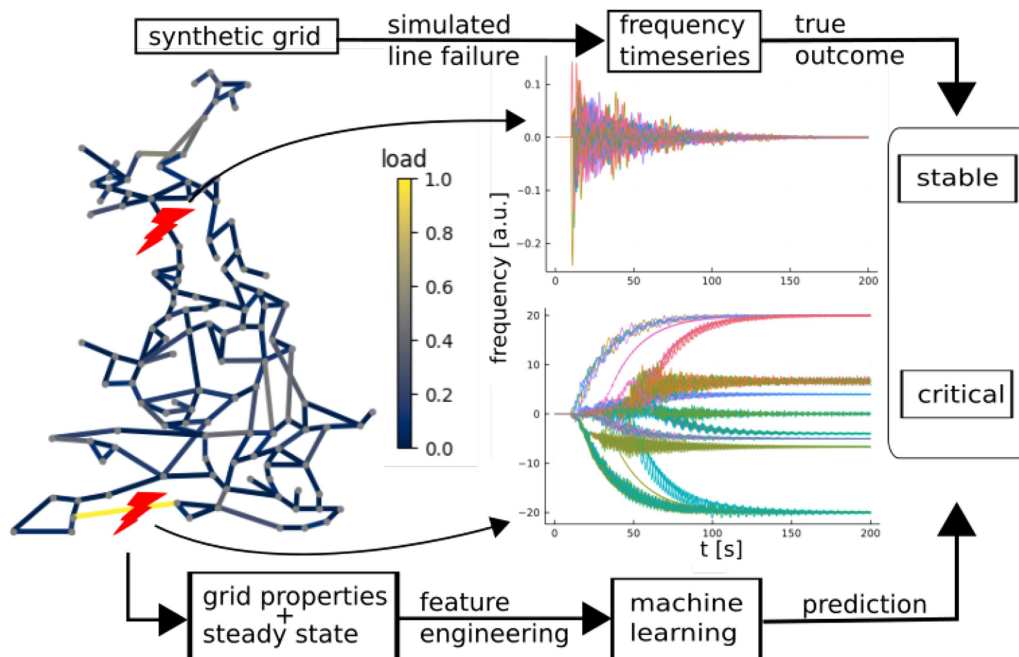 synthetic grid
simulated
line failure
frequency
timeseries
true
outcome
load
1.0
0.8
0.6
0.4
0.2
0.0
frequency [a.u.]
0.1
0.0
−0.1
−0.2
0
50
100
150
200
20
10
0
−10
−20
0
50
100
150
200
t [s]
stable
critical
grid properties
+
steady state
feature
engineering
machine
learning
prediction